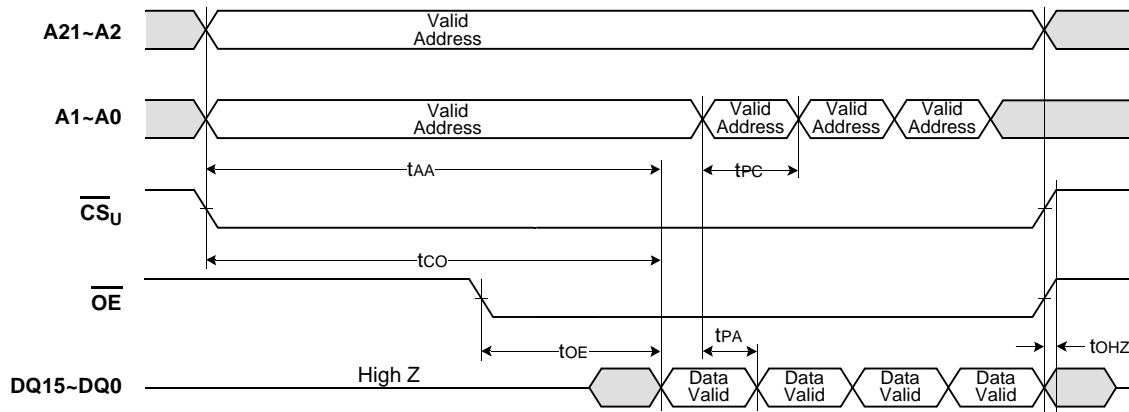 A21~A2
Valid
Address
A1~A0
Valid
Address
Valid
Address
Valid
Address
Valid
Address
tAA
tPC
CSU
tCO
OE
tOE
tPA
tOHZ
DQ15~DQ0
High Z
Data
Valid
Data
Valid
Data
Valid
Data
Valid